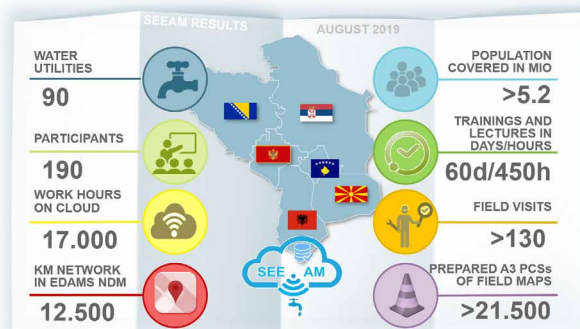 SEEAM RESULTS
AUGUST 2019
WATER
UTILITIES
90
PARTICIPANTS
190
WORK HOURS
ON CLOUD
17.000
KM NETWORK
IN EDAMS NDM
12.500
POPULATION
COVERED IN MIO
>5.2
TRAININGS AND
LECTURES IN
DAYS/HOURS
60d/450h
FIELD VISITS
>130
PREPARED A3 PCSs
OF FIELD MAPS
>21.500
SEE AM